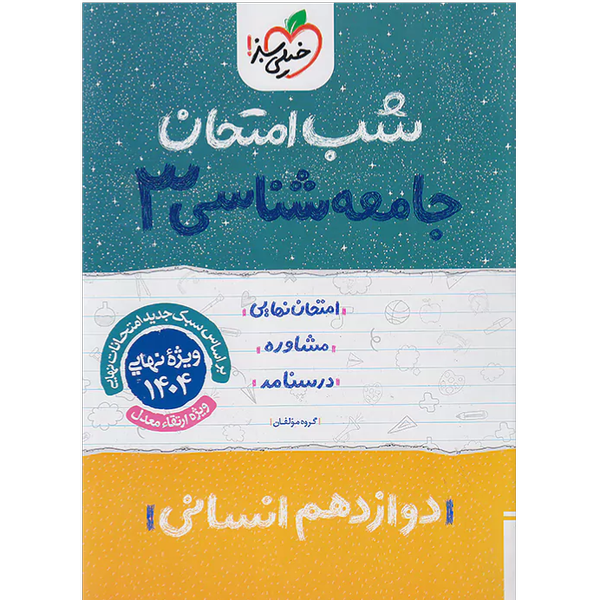 خیلی سبز!
شب امتحان
جامعه‌شناسی ۳
امتحان نهایی
مشاوره
درسنامه
گروه مؤلفان
بر اساس سبک جدید امتحانات نهایی
ویژهٔ نهایی
۱۴۰۴
ویژه ارتقاء معدل
دوازدهم انسانی